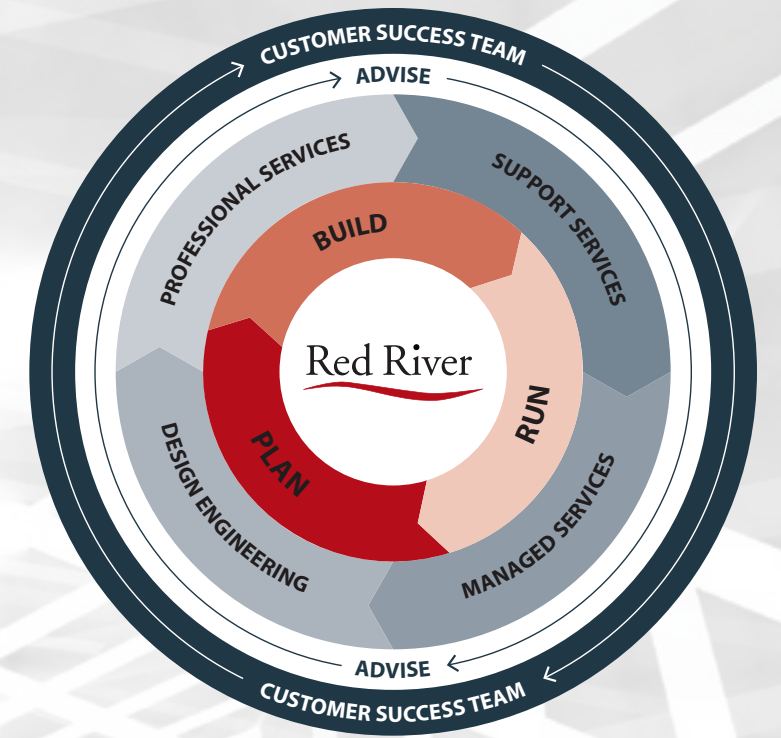 CUSTOMER SUCCESS TEAM
ADVISE
PROFESSIONAL SERVICES
SUPPORT SERVICES
BUILD
Red River
RUN
PLAN
DESIGN ENGINEERING
MANAGED SERVICES
ADVISE
CUSTOMER SUCCESS TEAM